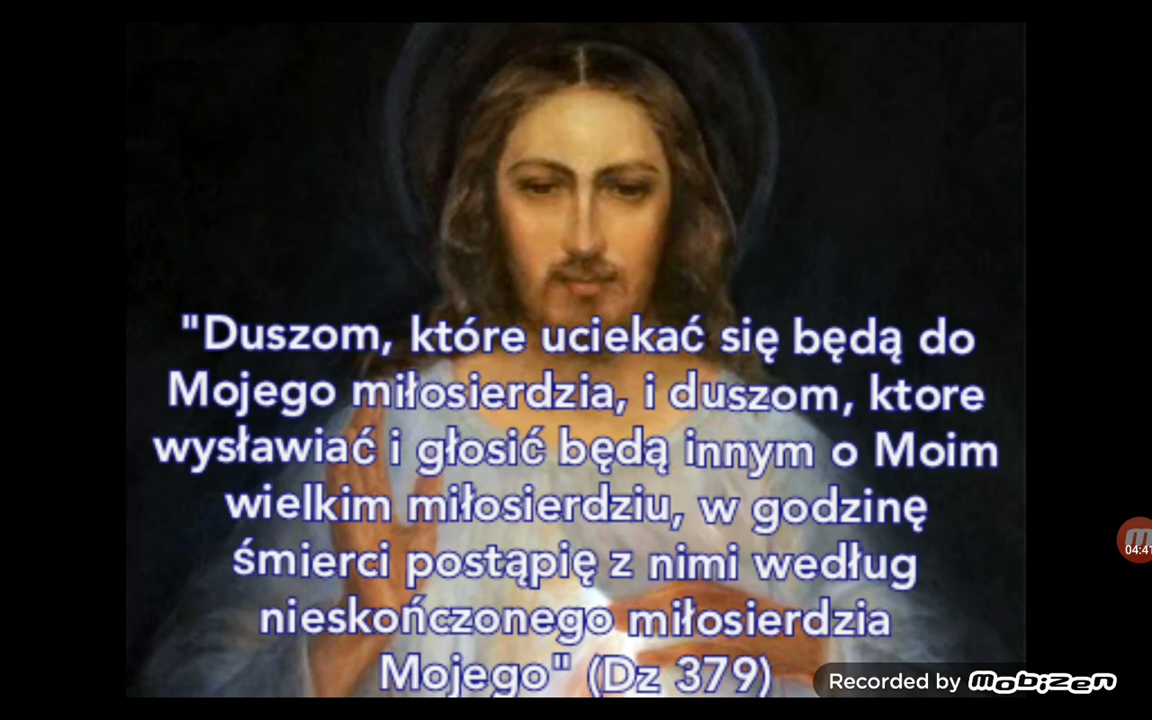 "Duszom, które uciekać się będą do
Mojego miłosierdzia, i duszom, ktore
wysławiać i głosić będą innym o Moim
wielkim miłosierdziu, w godzinę
śmierci postąpię z nimi według
nieskończonego miłosierdzia
Mojego" (Dz 379)
04:41
Recorded by mobizen